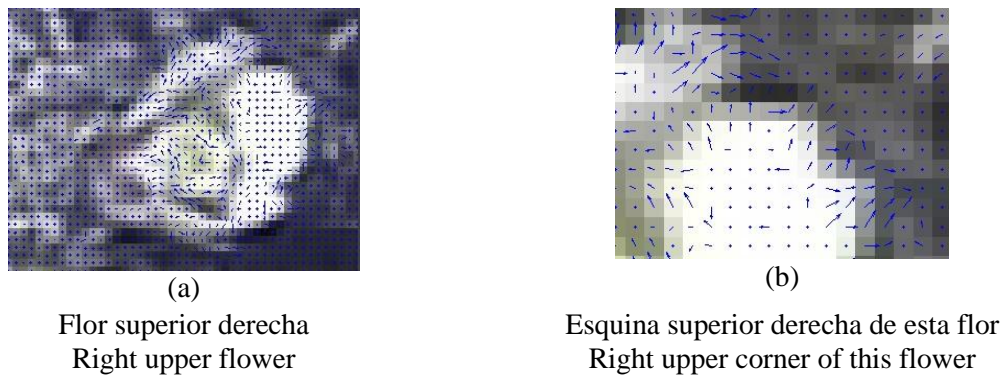 (a)
Flor superior derecha
Right upper flower
(b)
Esquina superior derecha de esta flor
Right upper corner of this flower